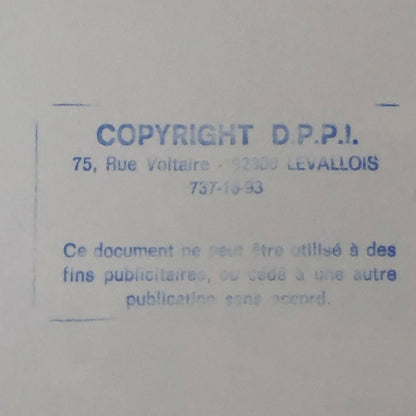 COPYRIGHT D.P.P.I.
75, Rue Voltaire - 92300 LEVALLOIS
737-16-93
Ce document ne peut être utilisé à des
fins publicitaires, ou cédé à une autre
publication sans accord.